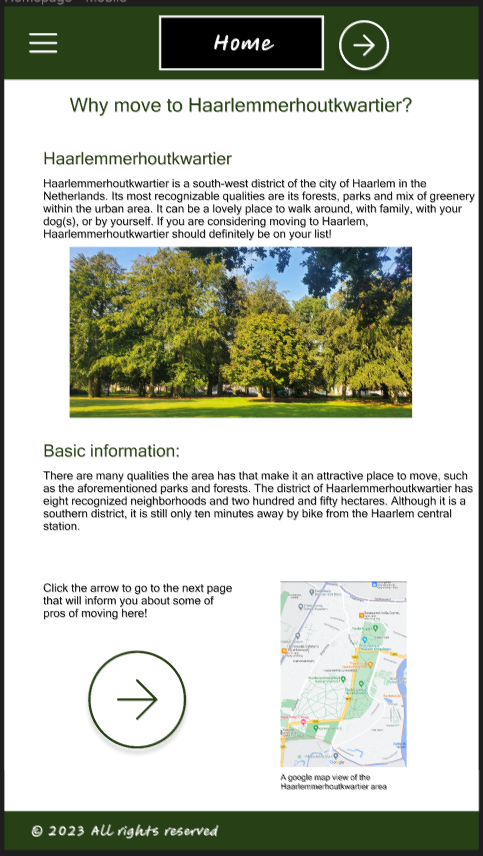 Homepage - Mobile
Home
Why move to Haarlemmerhoutkwartier?
Haarlemmerhoutkwartier
Haarlemmerhoutkwartier is a south-west district of the city of Haarlem in the
Netherlands. Its most recognizable qualities are its forests, parks and mix of greenery
within the urban area. It can be a lovely place to walk around, with family, with your
dog(s), or by yourself. If you are considering moving to Haarlem,
Haarlemmerhoutkwartier should definitely be on your list!
Basic information:
There are many qualities the area has that make it an attractive place to move, such
as the aforementioned parks and forests. The district of Haarlemmerhoutkwartier has
eight recognized neighborhoods and two hundred and fifty hectares. Although it is a
southern district, it is still only ten minutes away by bike from the Haarlem central
station.
Click the arrow to go to the next page
that will inform you about some of
pros of moving here!
A google map view of the
Haarlemmerhoutkwartier area
© 2023 All rights reserved